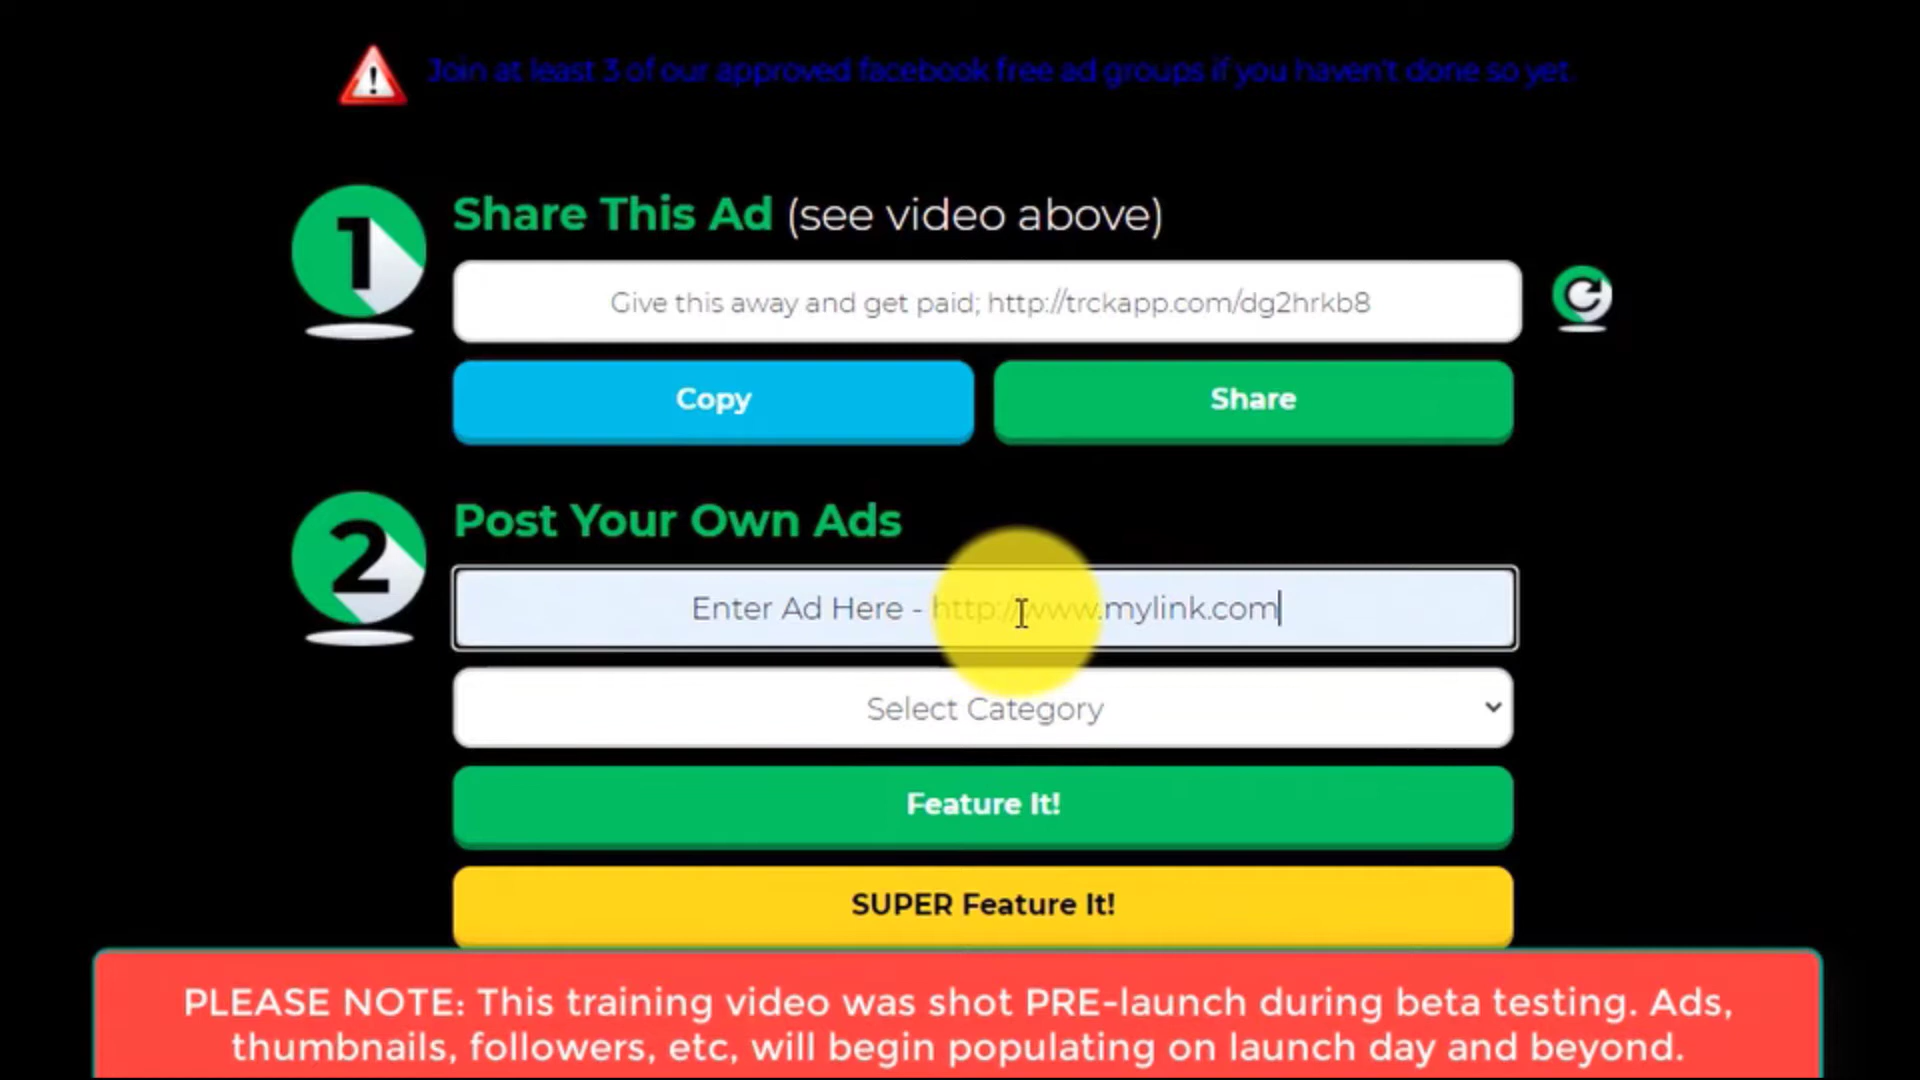 Join at least 3 of our approved facebook free ad groups if you haven't done so yet.
1
Share This Ad (see video above)
Give this away and get paid; http://trckapp.com/dg2hrkb8
Copy
Share
2
Post Your Own Ads
Enter Ad Here - http://www.mylink.com
Select Category
Feature It!
SUPER Feature It!
PLEASE NOTE: This training video was shot PRE-launch during beta testing. Ads,
thumbnails, followers, etc, will begin populating on launch day and beyond.